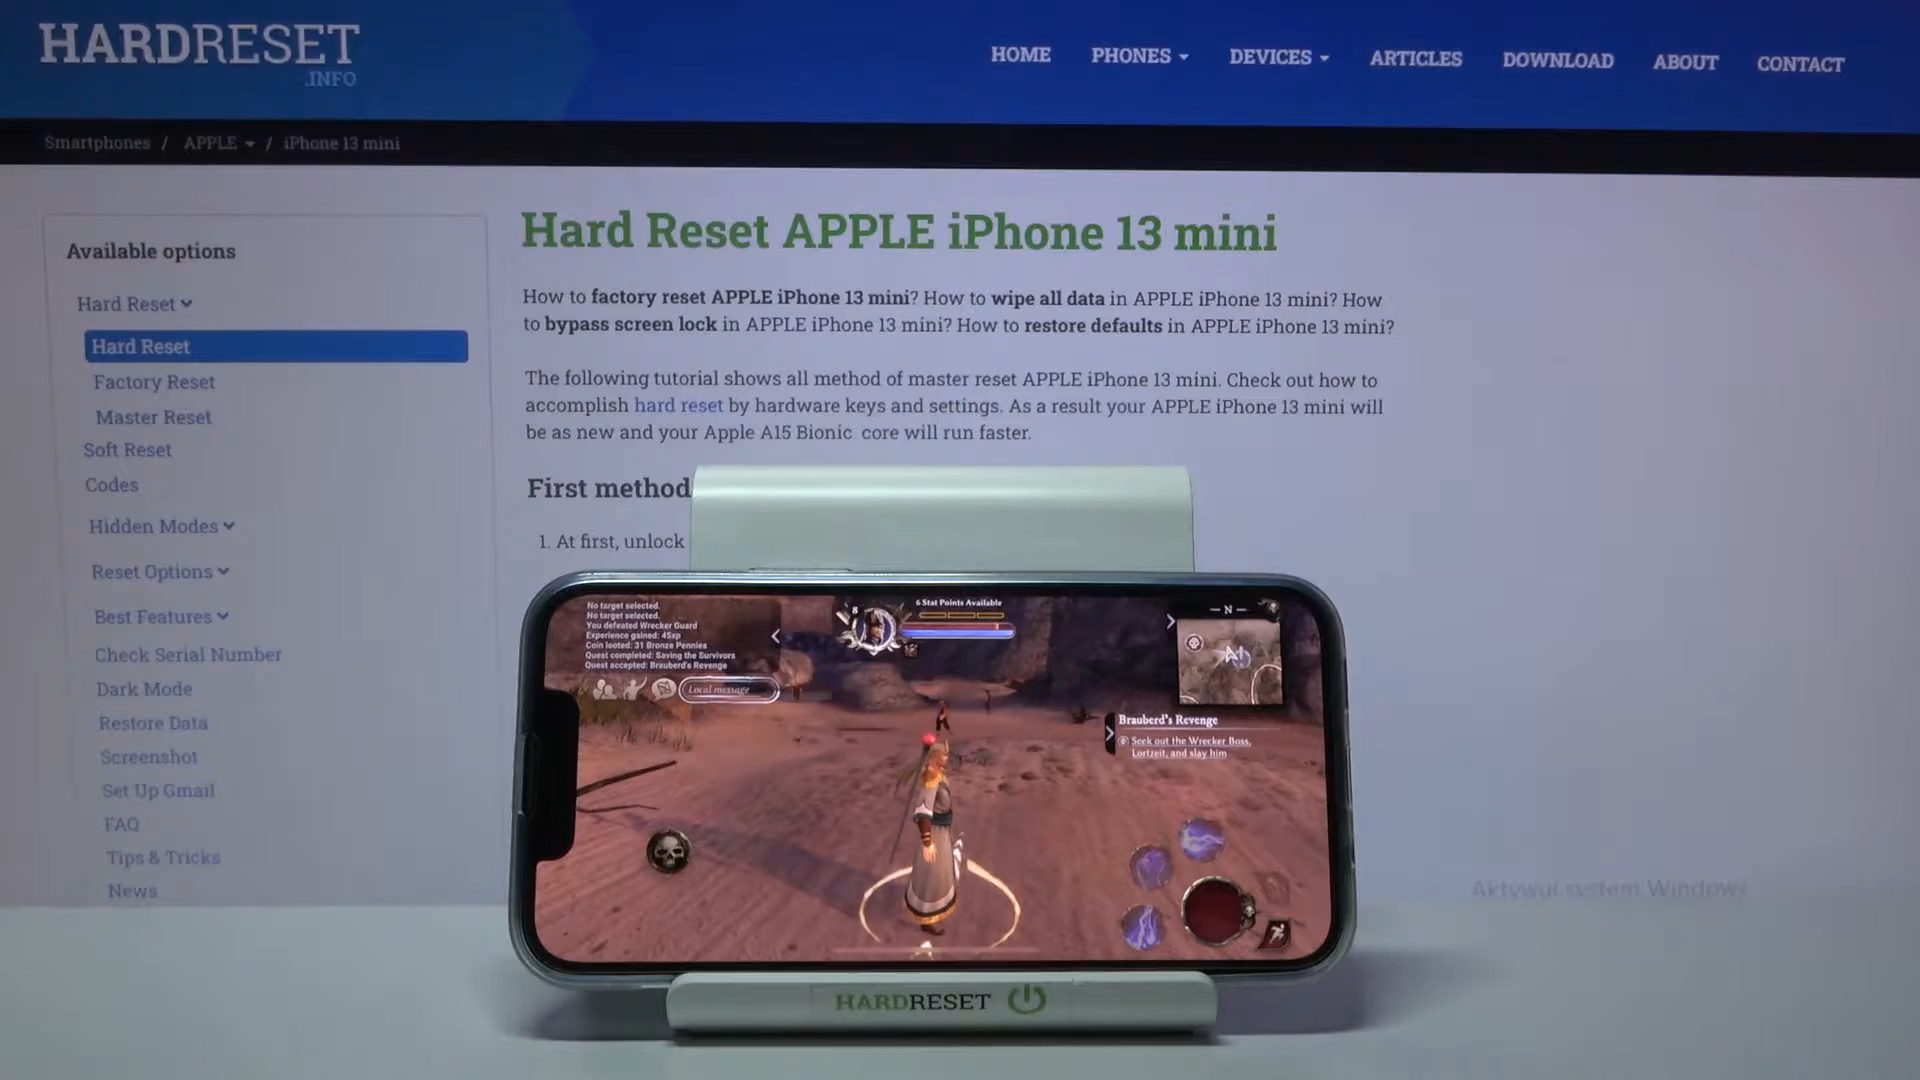 HARDRESET
.INFO
HOME PHONES DEVICES ARTICLES DOWNLOAD ABOUT CONTACT
Smartphones / APPLE / iPhone 13 mini
Available options
Hard Reset
Hard Reset
Factory Reset
Master Reset
Soft Reset
Codes
Hidden Modes
Reset Options
Best Features
Check Serial Number
Dark Mode
Restore Data
Screenshot
Set Up Gmail
FAQ
Tips & Tricks
News
Hard Reset APPLE iPhone 13 mini
How to factory reset APPLE iPhone 13 mini? How to wipe all data in APPLE iPhone 13 mini? How
to bypass screen lock in APPLE iPhone 13 mini? How to restore defaults in APPLE iPhone 13 mini?
The following tutorial shows all method of master reset APPLE iPhone 13 mini. Check out how to
accomplish hard reset by hardware keys and settings. As a result your APPLE iPhone 13 mini will
be as new and your Apple A15 Bionic core will run faster.
First method
1. At first, unlock
No target selected.
No target selected.
You defeated Wrecker Guard
Experience gained: 45xp
Coin looted: 31 Bronze Pennies
Quest completed: Saving the Survivors
Quest accepted: Brauberd's Revenge
Local message
8
6 Stat Points Available
N
Brauberd's Revenge
Seek out the Wrecker Boss,
Lortzeit, and slay him
Aktywuj system Windows
HARDRESET